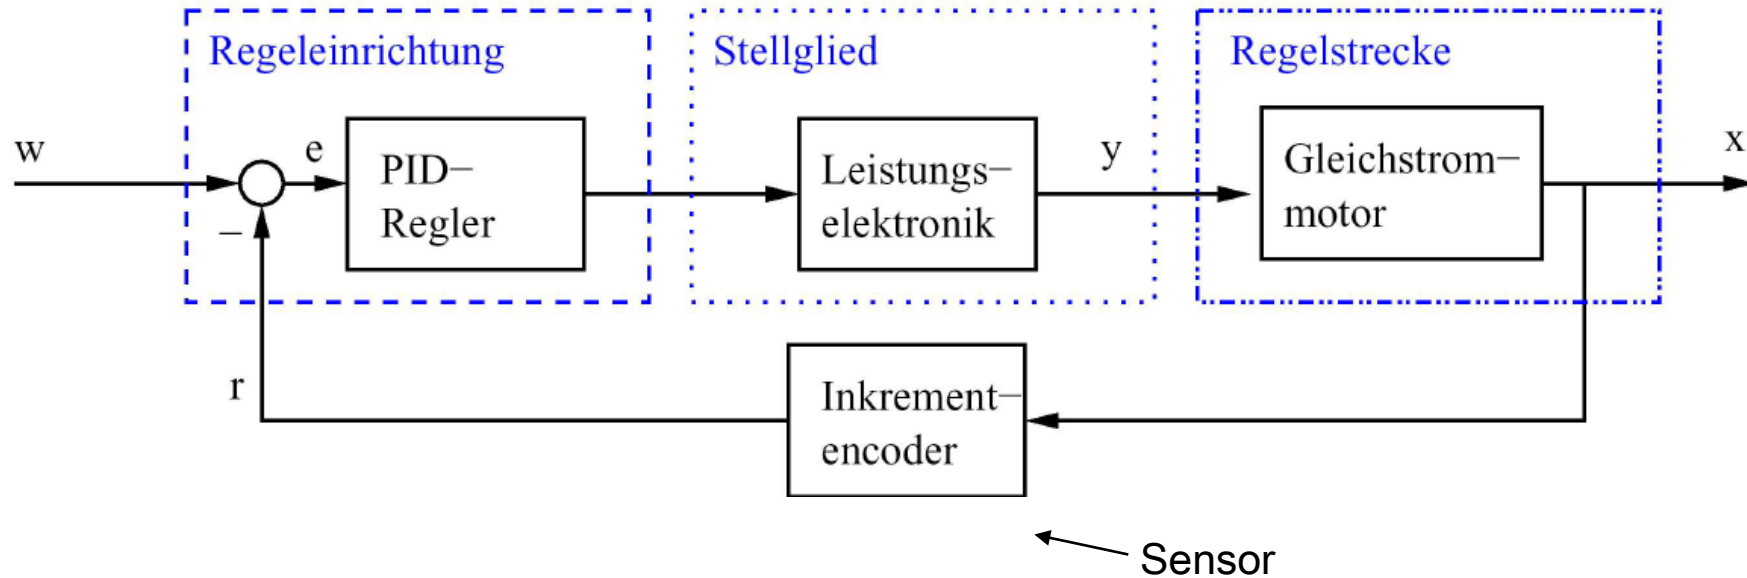 Regeleinrichtung
Stellglied
Regelstrecke
w
e
PID–
Regler
Leistungs–
elektronik
y
Gleichstrom–
motor
x
–
r
Inkrement–
encoder
Sensor